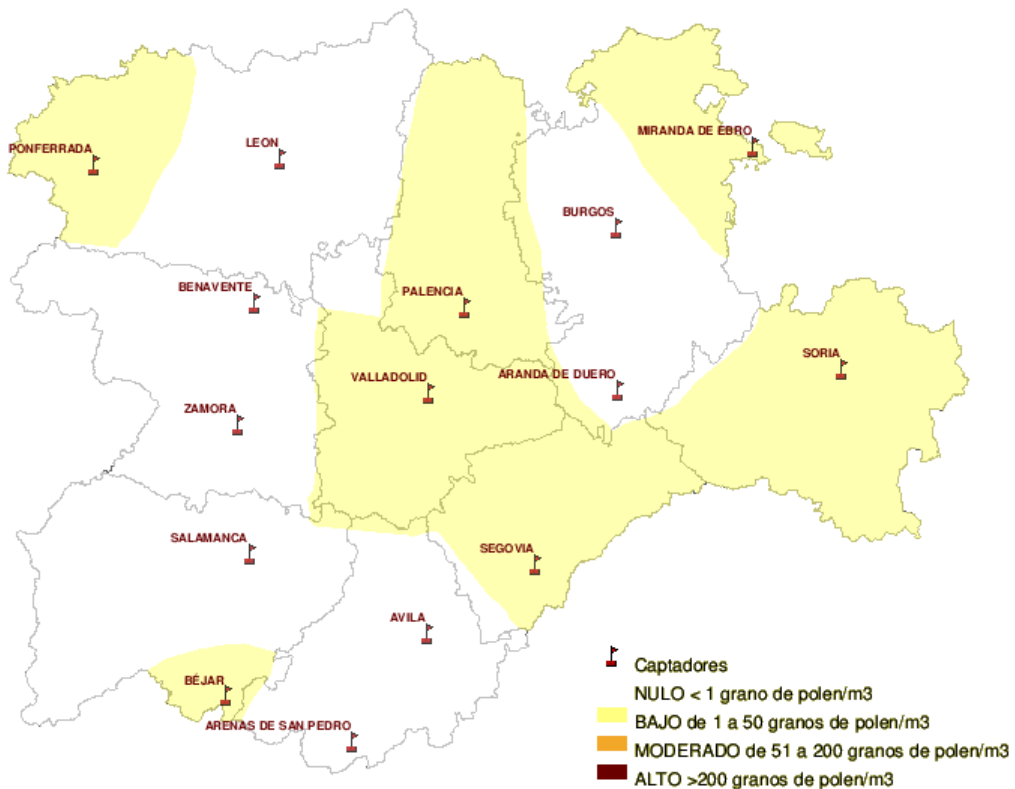 MIRANDA DE EBRO
PONFERRADA
LEON
BURGOS
BENAVENTE
PALENCIA
SORIA
VALLADOLID
ARANDA DE DUERO
ZAMORA
SALAMANCA
SEGOVIA
AVILA
BÉJAR
ARENAS DE SAN PEDRO
Captadores
NULO < 1 grano de polen/m3
BAJO de 1 a 50 granos de polen/m3
MODERADO de 51 a 200 granos de polen/m3
ALTO >200 granos de polen/m3